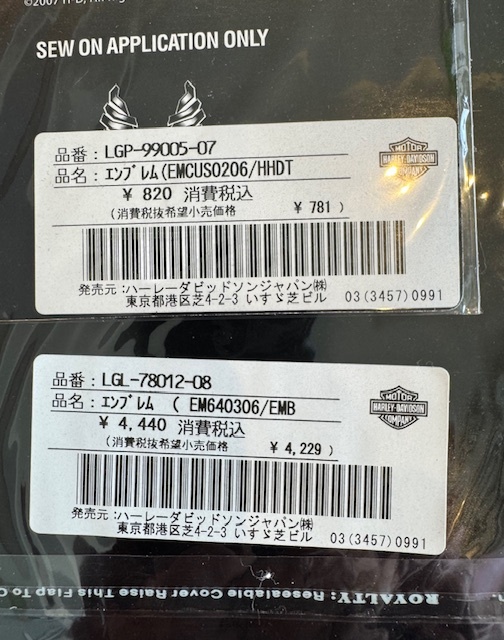 ©2007 H-D, All Rig
SEW ON APPLICATION ONLY
品番 : LGP-99005-07
品名 : エンブレム(EMCUS0206/HHDT
¥ 820 消費税込
(消費税抜希望小売価格 ¥ 781 )
MOTOR
HARLEY-DAVIDSON
COMPANY
発売元 :ハーレーダビッドソンジャパン㈱
東京都港区芝4-2-3 いすゞ芝ビル 03(3457)0991
品番 : LGL-78012-08
品名 : エンブレム ( EM640306/EMB
¥ 4,440 消費税込
(消費税抜希望小売価格 ¥ 4,229 )
MOTOR
HARLEY-DAVIDSON
COMPANY
発売元 :ハーレーダビッドソンジャパン㈱
東京都港区芝4-2-3 いすゞ芝ビル 03(3457)0991
ROYALTY: Resealable Cover Raise This Flap To O